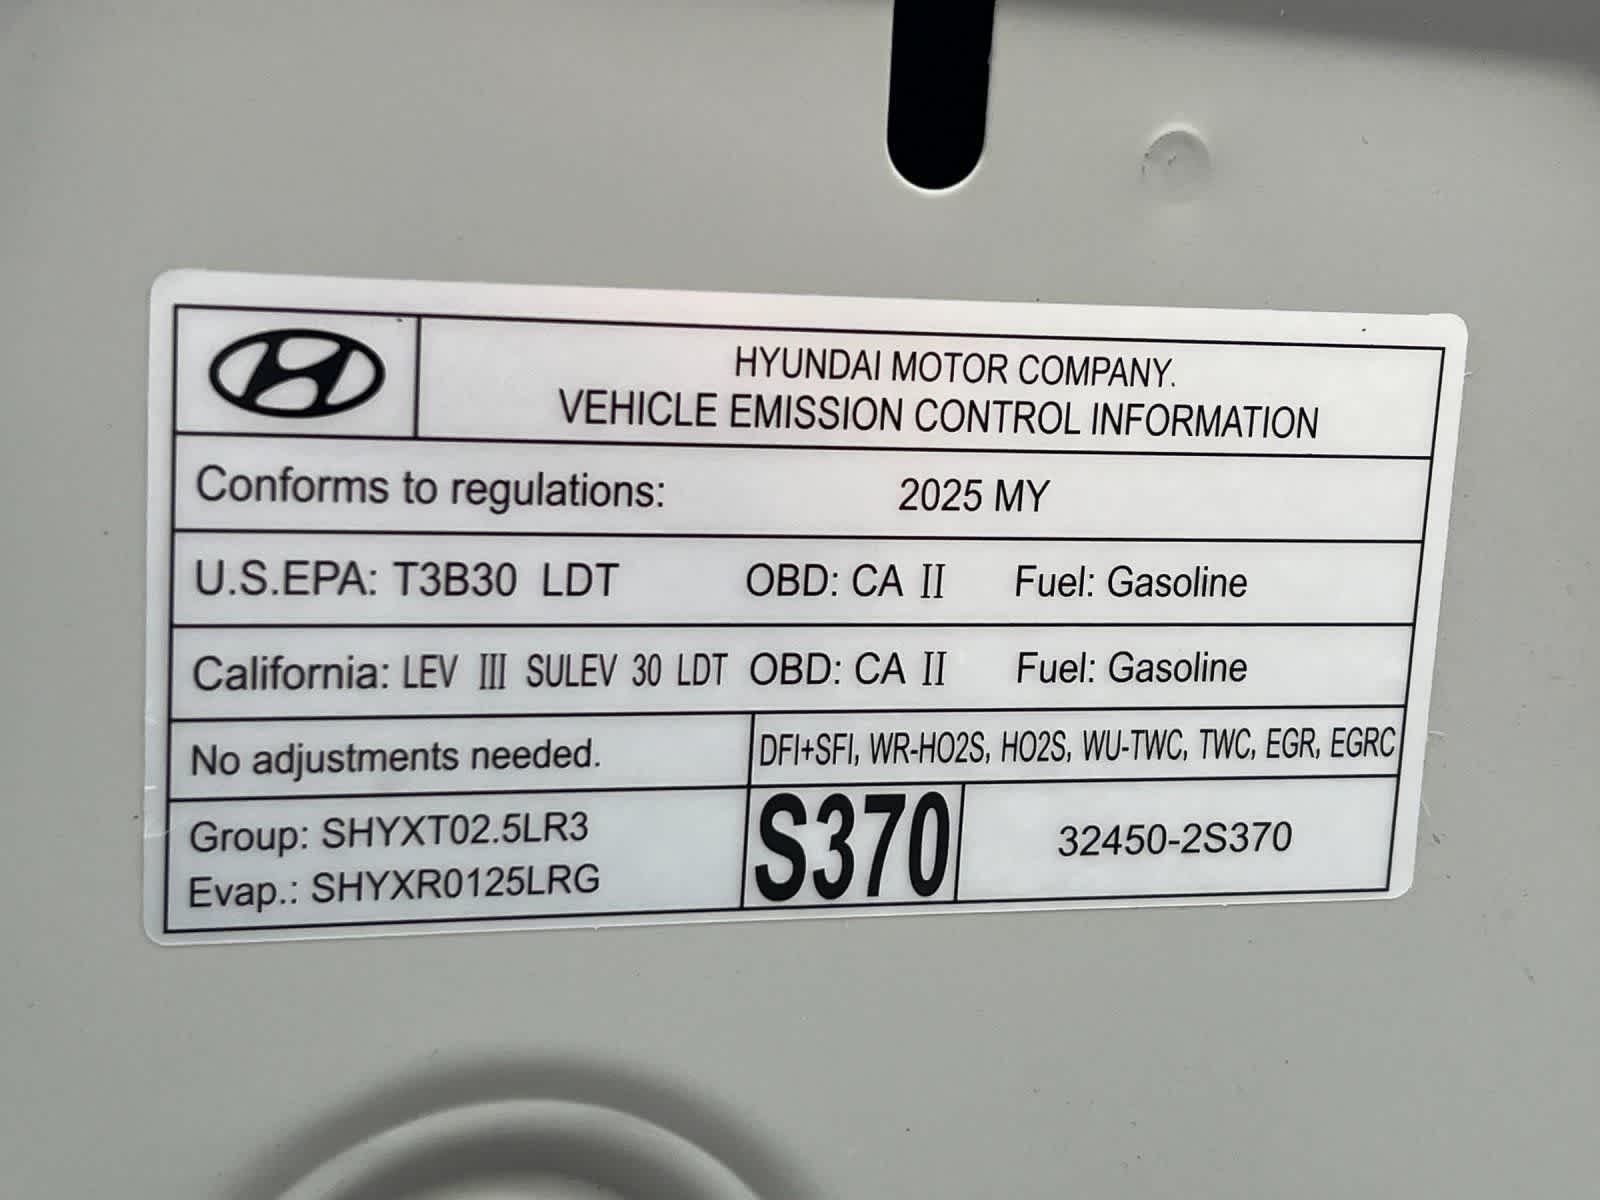 HYUNDAI MOTOR COMPANY.
VEHICLE EMISSION CONTROL INFORMATION
Conforms to regulations: 2025 MY
U.S.EPA: T3B30 LDT OBD: CA II Fuel: Gasoline
California: LEV III SULEV 30 LDT OBD: CA II Fuel: Gasoline
No adjustments needed. DFI+SFI, WR-HO2S, HO2S, WU-TWC, TWC, EGR, EGRC
Group: SHYXT02.5LR3
Evap.: SHYXR0125LRG
S370
32450-2S370